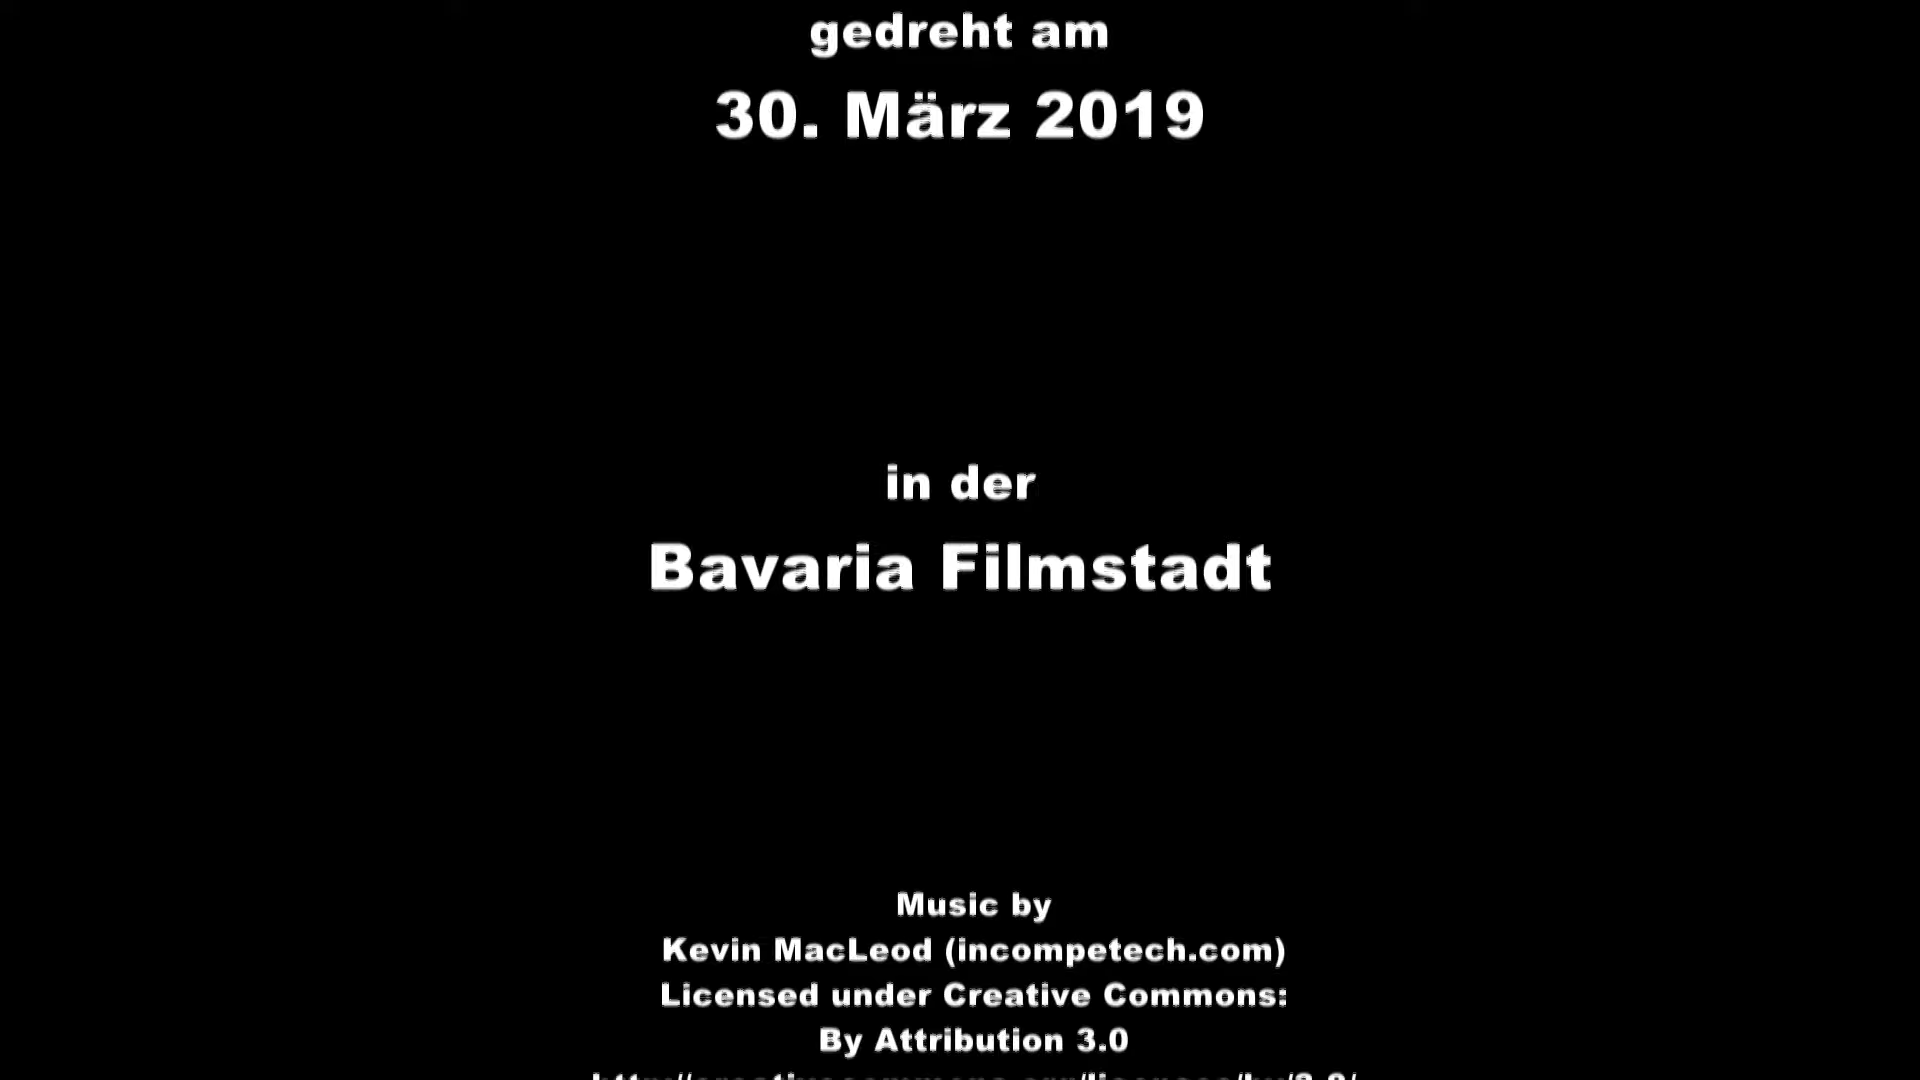 gedreht am
30. März 2019
in der
Bavaria Filmstadt
Music by
Kevin MacLeod (incompetech.com)
Licensed under Creative Commons:
By Attribution 3.0